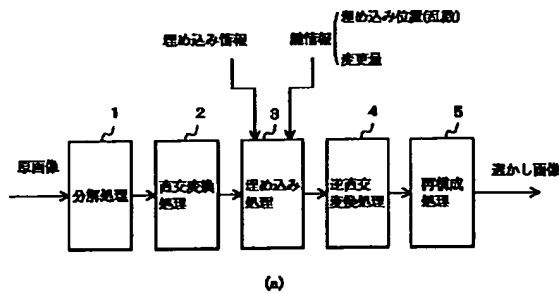 埋め込み情報
鍵情報
埋め込み位置(乱数)
変更量
1
2
3
4
5
原画像
分解処理
直交変換
処理
埋め込み
処理
逆直交
変換処理
再構成
処理
透かし画像
(a)